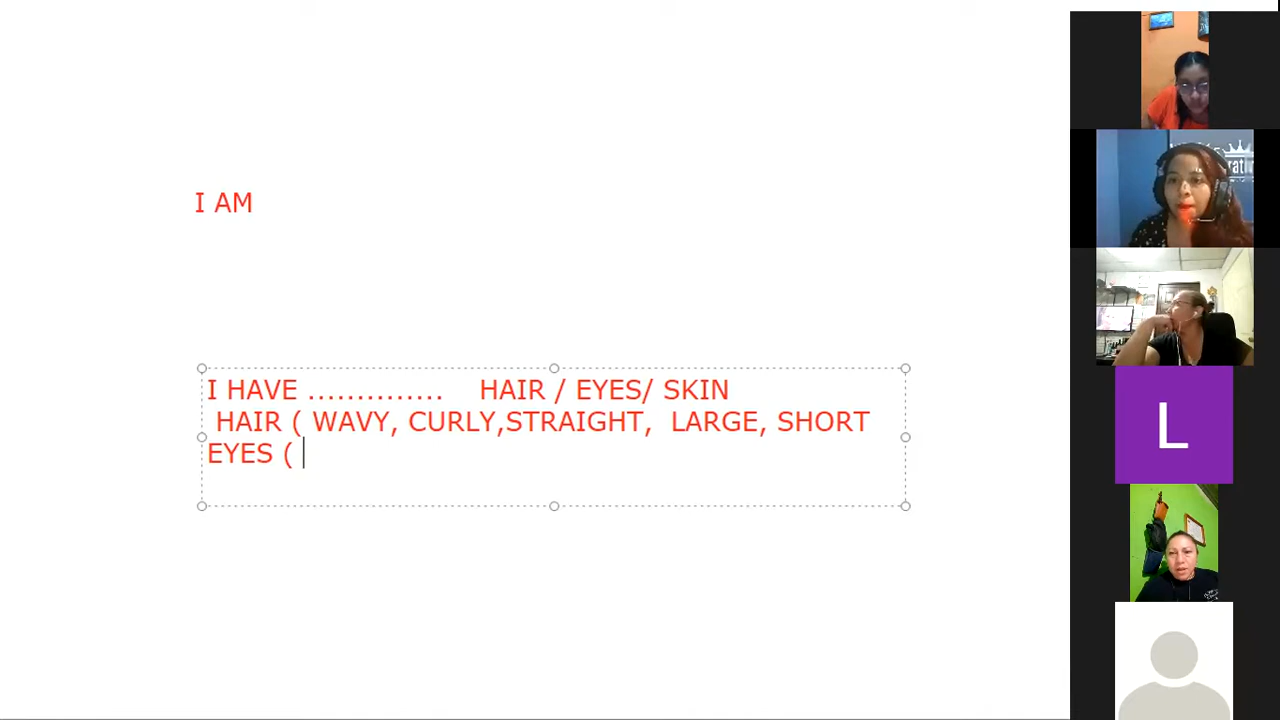 I AM
I HAVE .............. HAIR / EYES/ SKIN
HAIR ( WAVY, CURLY,STRAIGHT, LARGE, SHORT
EYES (
L